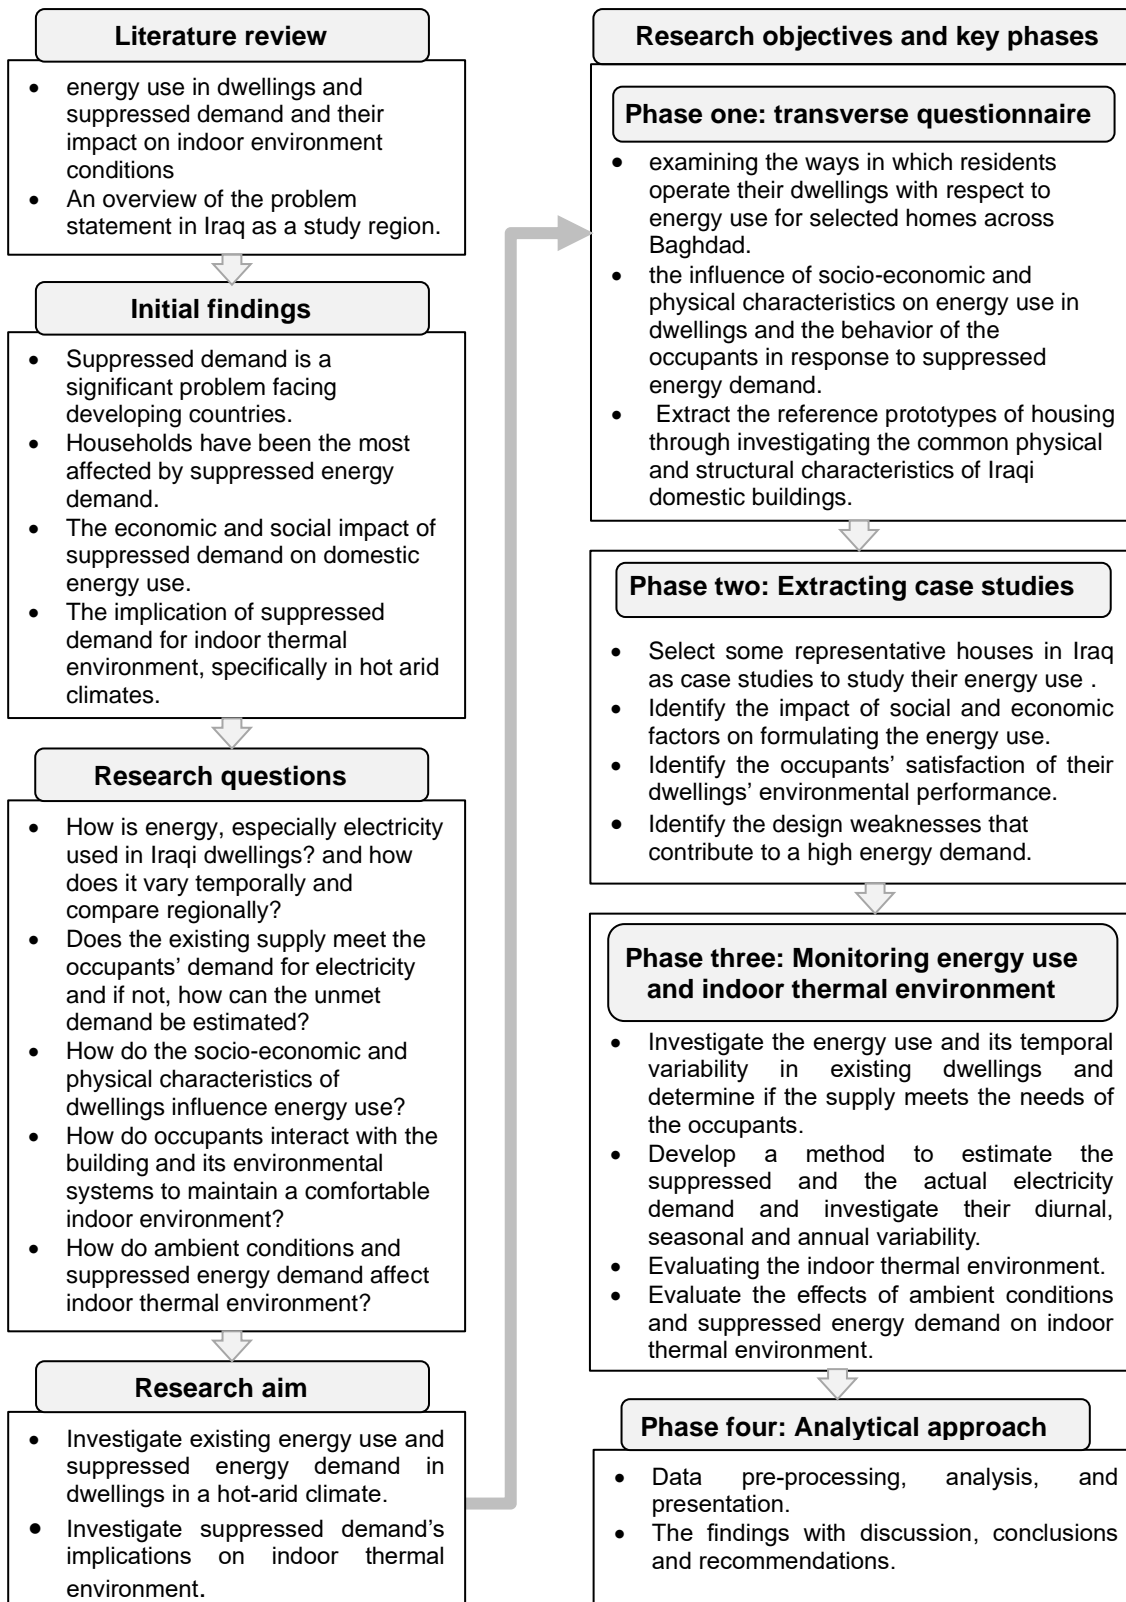 Literature review
• energy use in dwellings and
suppressed demand and their
impact on indoor environment
conditions
• An overview of the problem
statement in Iraq as a study region.
Initial findings
• Suppressed demand is a
significant problem facing
developing countries.
• Households have been the most
affected by suppressed energy
demand.
• The economic and social impact of
suppressed demand on domestic
energy use.
• The implication of suppressed
demand for indoor thermal
environment, specifically in hot arid
climates.
Research questions
• How is energy, especially electricity
used in Iraqi dwellings? and how
does it vary temporally and
compare regionally?
• Does the existing supply meet the
occupants’ demand for electricity
and if not, how can the unmet
demand be estimated?
• How do the socio-economic and
physical characteristics of
dwellings influence energy use?
• How do occupants interact with the
building and its environmental
systems to maintain a comfortable
indoor environment?
• How do ambient conditions and
suppressed energy demand affect
indoor thermal environment?
Research aim
• Investigate existing energy use and
suppressed energy demand in
dwellings in a hot-arid climate.
• Investigate suppressed demand’s
implications on indoor thermal
environment.
Research objectives and key phases
Phase one: transverse questionnaire
• examining the ways in which residents
operate their dwellings with respect to
energy use for selected homes across
Baghdad.
• the influence of socio-economic and
physical characteristics on energy use in
dwellings and the behavior of the
occupants in response to suppressed
energy demand.
• Extract the reference prototypes of housing
through investigating the common physical
and structural characteristics of Iraqi
domestic buildings.
Phase two: Extracting case studies
• Select some representative houses in Iraq
as case studies to study their energy use .
• Identify the impact of social and economic
factors on formulating the energy use.
• Identify the occupants’ satisfaction of their
dwellings’ environmental performance.
• Identify the design weaknesses that
contribute to a high energy demand.
Phase three: Monitoring energy use
and indoor thermal environment
• Investigate the energy use and its temporal
variability in existing dwellings and
determine if the supply meets the needs of
the occupants.
• Develop a method to estimate the
suppressed and the actual electricity
demand and investigate their diurnal,
seasonal and annual variability.
• Evaluating the indoor thermal environment.
• Evaluate the effects of ambient conditions
and suppressed energy demand on indoor
thermal environment.
Phase four: Analytical approach
• Data pre-processing, analysis, and
presentation.
• The findings with discussion, conclusions
and recommendations.